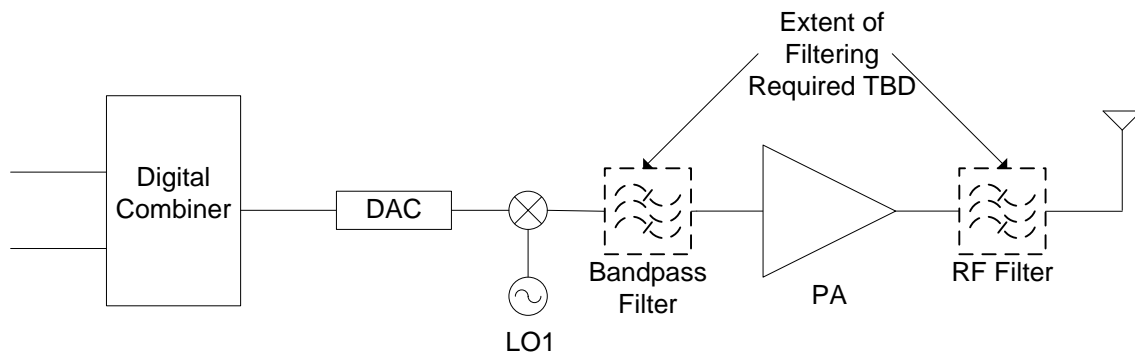 Extent of
Filtering
Required TBD
Digital
Combiner
DAC
LO1
Bandpass
Filter
PA
RF Filter